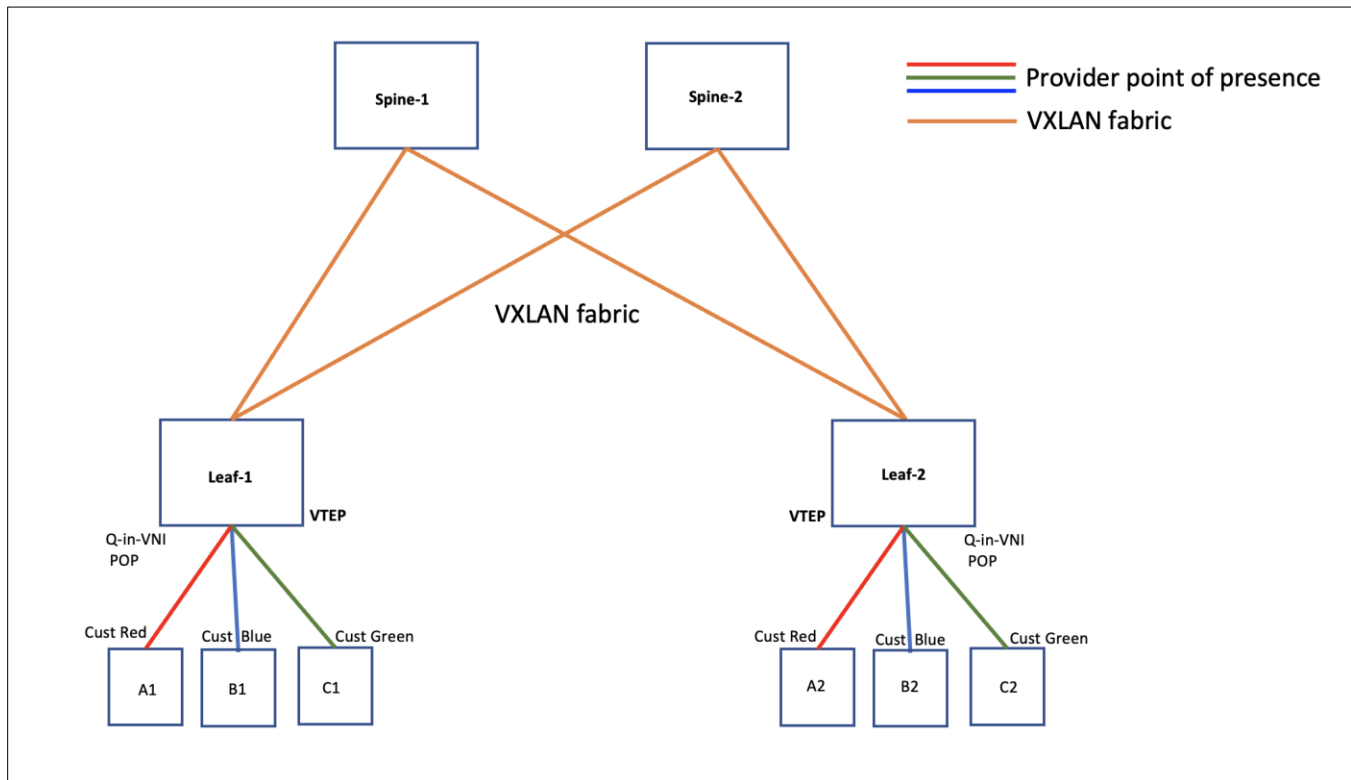 Spine-1
Spine-2
Provider point of presence
VXLAN fabric
VXLAN fabric
Leaf-1
Leaf-2
VTEP
VTEP
Q-in-VNI
POP
Q-in-VNI
POP
Cust Red
Cust Blue
Cust Green
Cust Red
Cust Blue
Cust Green
A1
B1
C1
A2
B2
C2